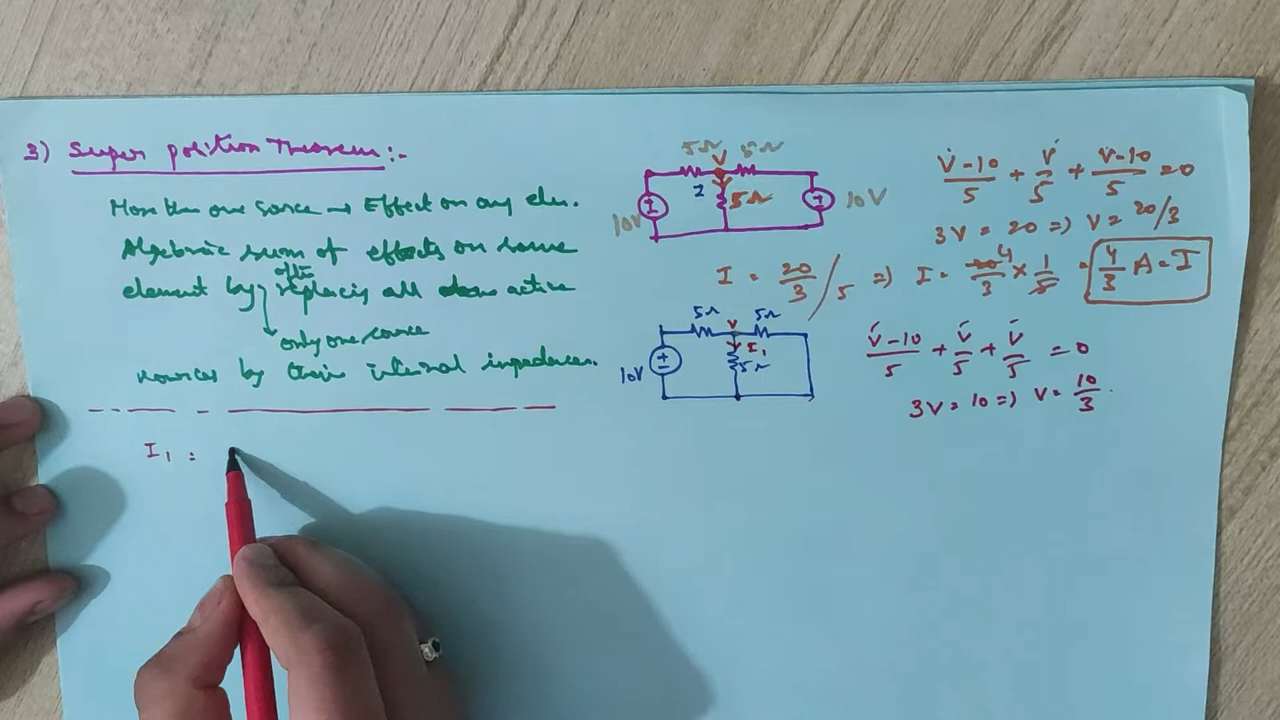 3) Super position Theorem:-
More than one source → Effect on any ele.
Algebraic sum of effects on same
element by after replacing all active
only one source
sources by their internal impedances.
I₁ =
5Ω V 5Ω
10V I 5Ω 10V
(V-10)/5 + V/5 + (V-10)/5 = 0
3V = 20 => V = 20/3
I = 20/3 / 5 => I = 20 4/3 × 1/5 = 4/3 A = I
5Ω V 5Ω
10V I₁ 5Ω
(V-10)/5 + V/5 + V/5 = 0
3V = 10 => V = 10/3